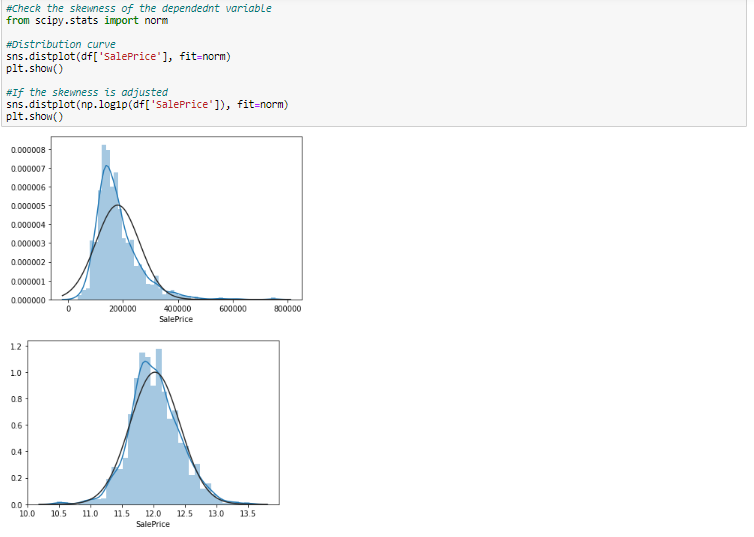 #Check the skewness of the dependednt variable
from scipy.stats import norm
#Distribution curve
sns.distplot(df['SalePrice'], fit=norm)
plt.show()
#If the skewness is adjusted
sns.distplot(np.log1p(df['SalePrice']), fit=norm)
plt.show()
0.000008
0.000007
0.000006
0.000005
0.000004
0.000003
0.000002
0.000001
0.000000
0 200000 400000 600000 800000
SalePrice
1.2
1.0
0.8
0.6
0.4
0.2
0.0
10.0 10.5 11.0 11.5 12.0 12.5 13.0 13.5
SalePrice